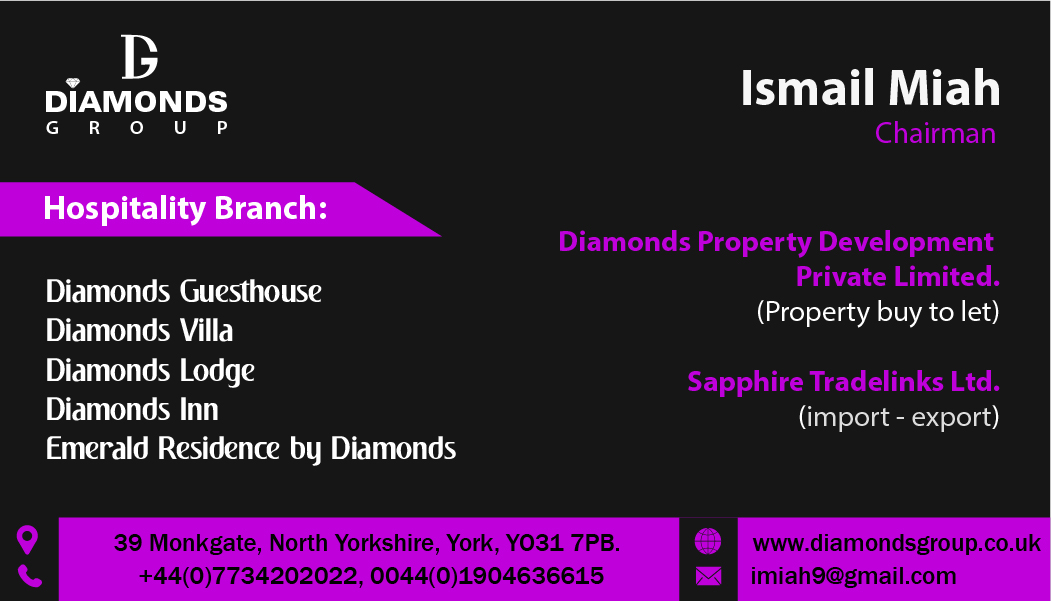 DG
DIAMONDS
GROUP
Ismail Miah
Chairman
Hospitality Branch:
Diamonds Guesthouse
Diamonds Villa
Diamonds Lodge
Diamonds Inn
Emerald Residence by Diamonds
Diamonds Property Development
Private Limited.
(Property buy to let)
Sapphire Tradelinks Ltd.
(import - export)
39 Monkgate, North Yorkshire, York, YO31 7PB.
+44(0)7734202022, 0044(0)1904636615
www.diamondsgroup.co.uk
imiah9@gmail.com